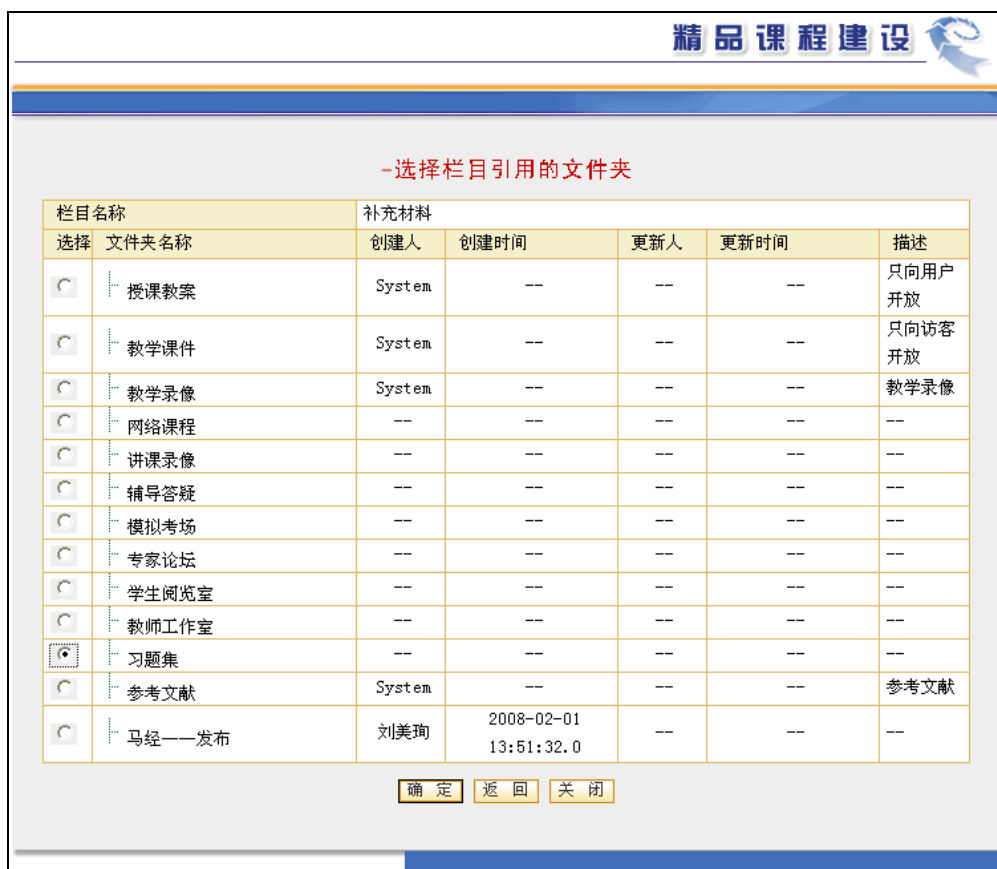 精品课程建设
-选择栏目引用的文件夹
栏目名称 补充材料
选择 文件夹名称 创建人 创建时间 更新人 更新时间 描述
授课教案 System -- -- -- 只向用户
开放
教学课件 System -- -- -- 只向访客
开放
教学录像 System -- -- -- 教学录像
网络课程 -- -- -- -- --
讲课录像 -- -- -- -- --
辅导答疑 -- -- -- -- --
模拟考场 -- -- -- -- --
专家论坛 -- -- -- -- --
学生阅览室 -- -- -- -- --
教师工作室 -- -- -- -- --
习题集 -- -- -- -- --
参考文献 System -- -- -- 参考文献
马经——发布 刘美珣 2008-02-01 -- -- --
13:51:32.0
确 定 返 回 关 闭